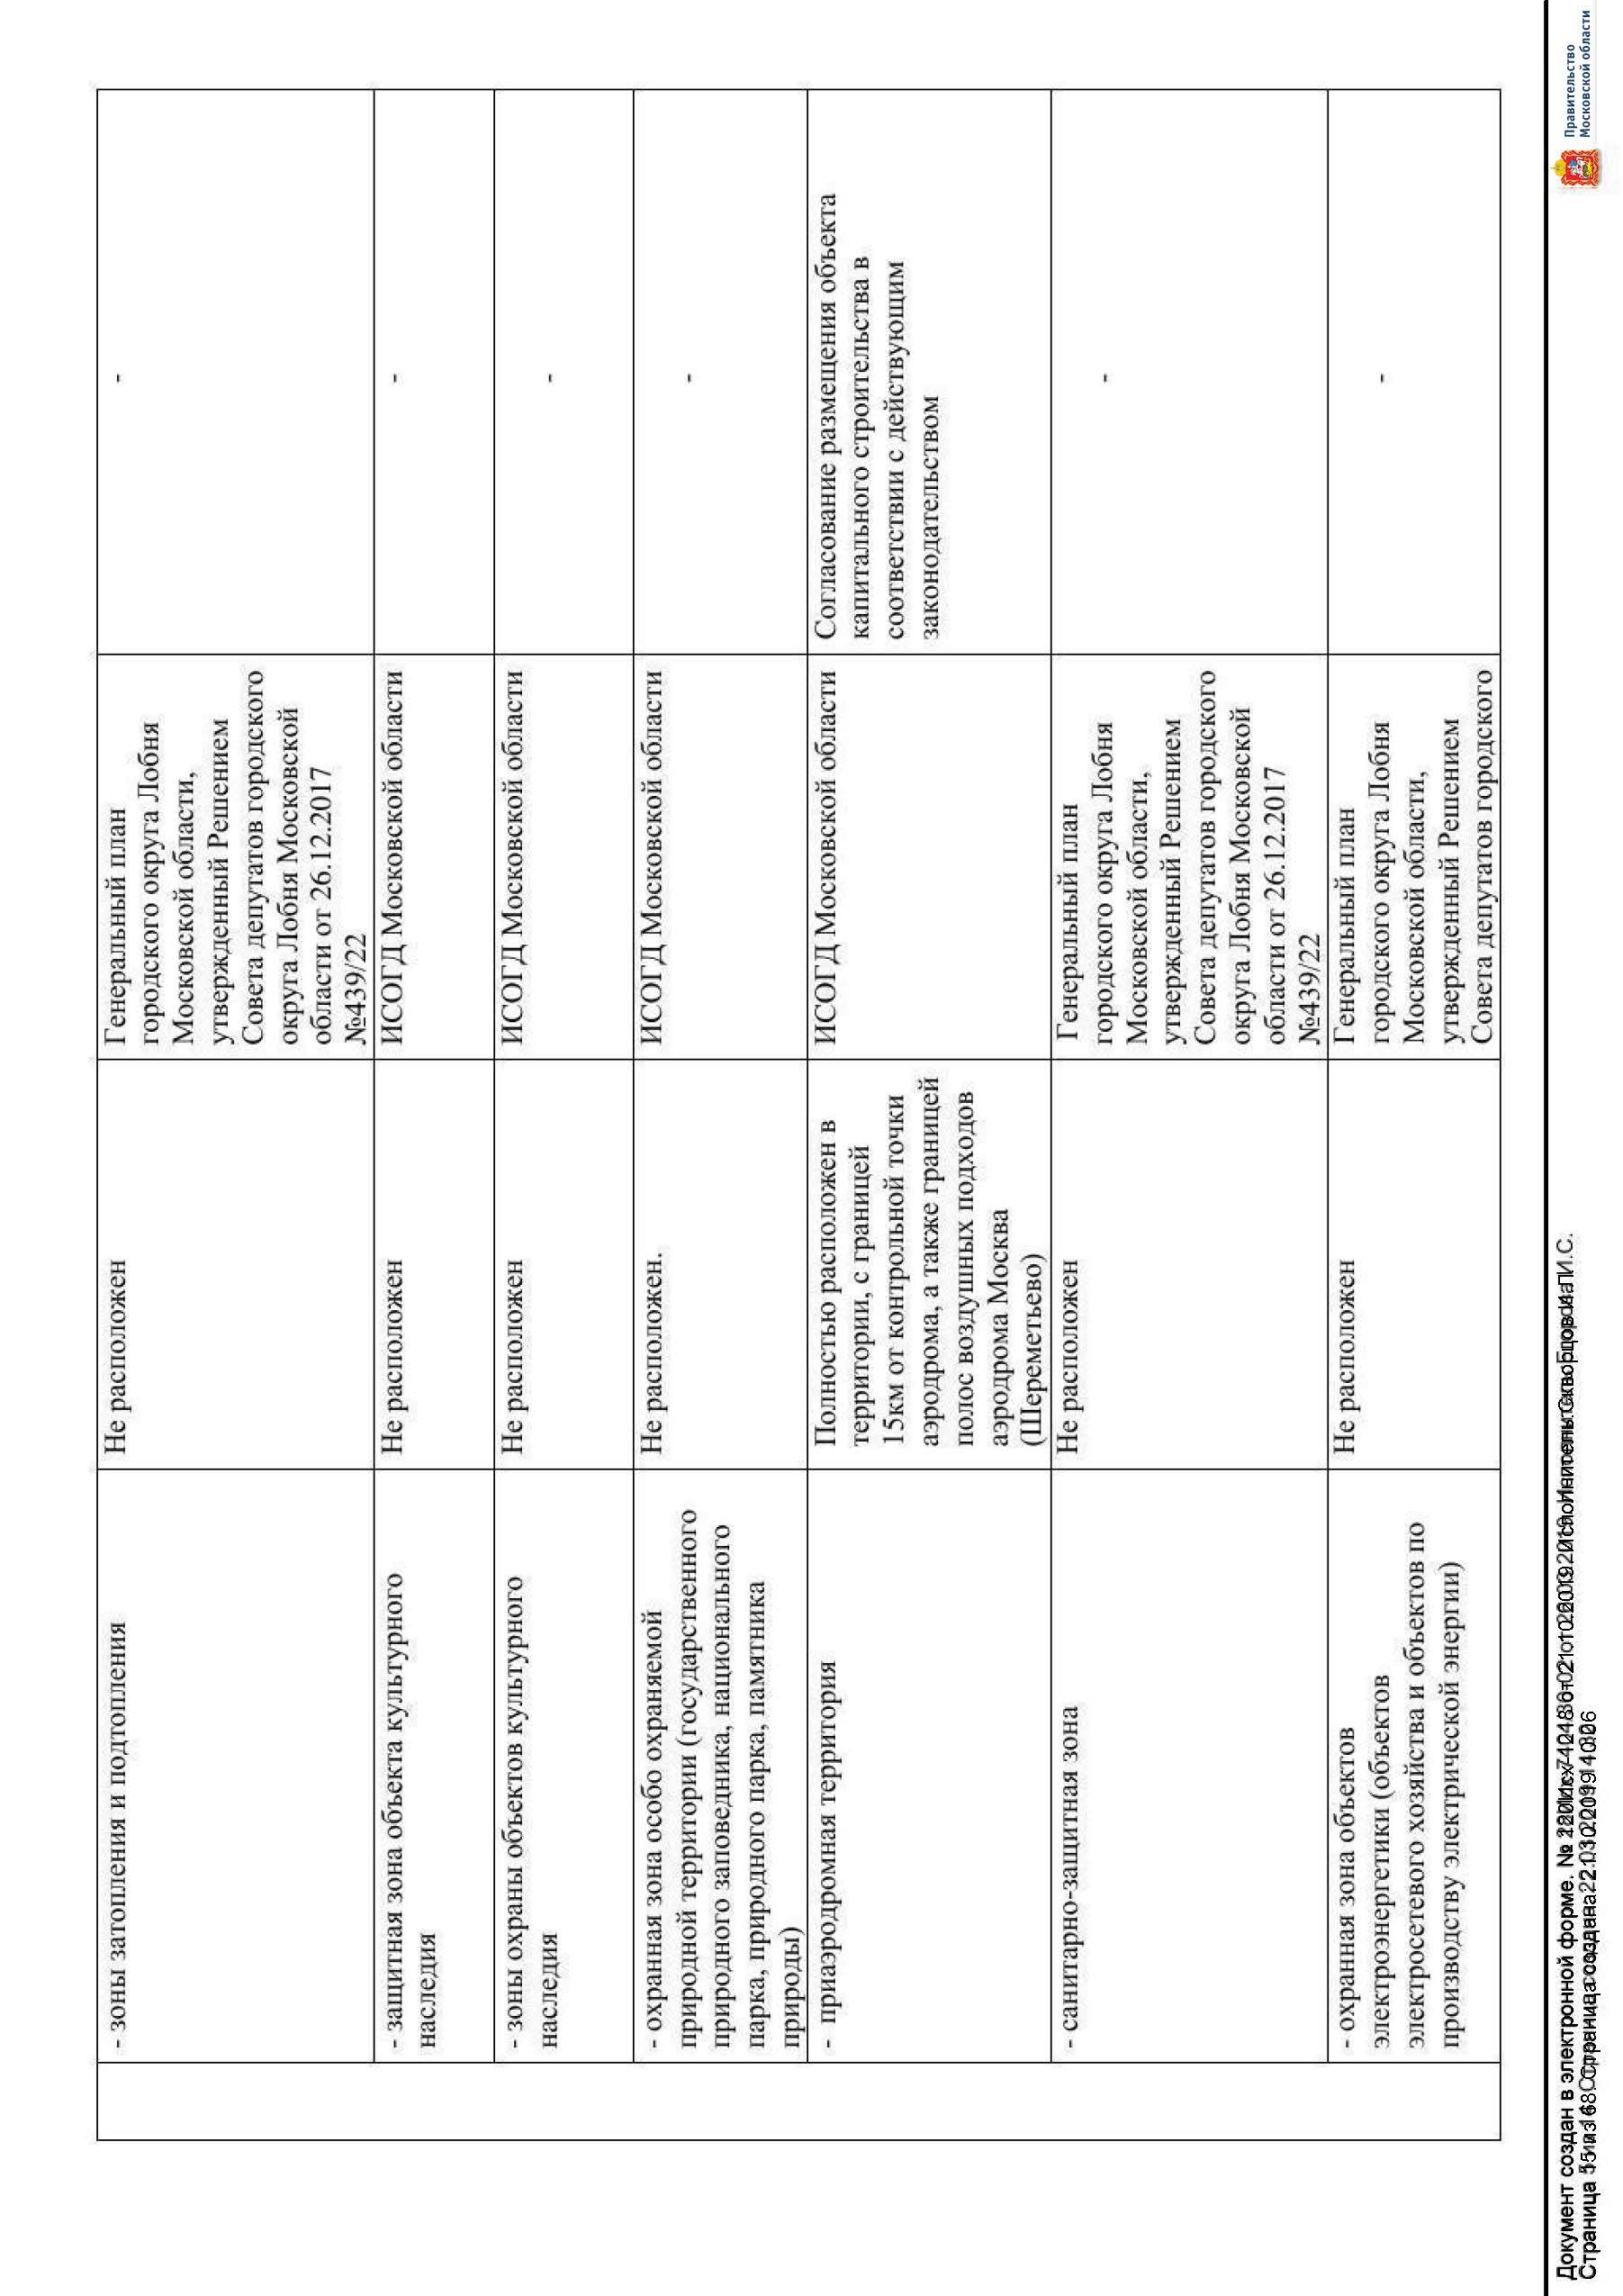 - зоны затопления и подтопления
Не расположен
Генеральный план
городского округа Лобня
Московской области,
утвержденный Решением
Совета депутатов городского
округа Лобня Московской
области от 26.12.2017
№439/22
-
- защитная зона объекта культурного
наследия
Не расположен
ИСОГД Московской области
-
- зоны охраны объектов культурного
наследия
Не расположен
ИСОГД Московской области
-
- охранная зона особо охраняемой
природной территории (государственного
природного заповедника, национального
парка, природного парка, памятника
природы)
Не расположен.
ИСОГД Московской области
-
- приаэродромная территория
Полностью расположен в
территории, с границей
15км от контрольной точки
аэродрома, а также границей
полос воздушных подходов
аэродрома Москва
(Шереметьево)
ИСОГД Московской области
Согласование размещения объекта
капитального строительства в
соответствии с действующим
законодательством
- санитарно-защитная зона
Не расположен
Генеральный план
городского округа Лобня
Московской области,
утвержденный Решением
Совета депутатов городского
округа Лобня Московской
области от 26.12.2017
№439/22
-
- охранная зона объектов
электроэнергетики (объектов
электросетевого хозяйства и объектов по
производству электрической энергии)
Не расположен
Генеральный план
городского округа Лобня
Московской области,
утвержденный Решением
Совета депутатов городского
-
Документ создан в электронной форме. №
Страница
Правительство
Московской области